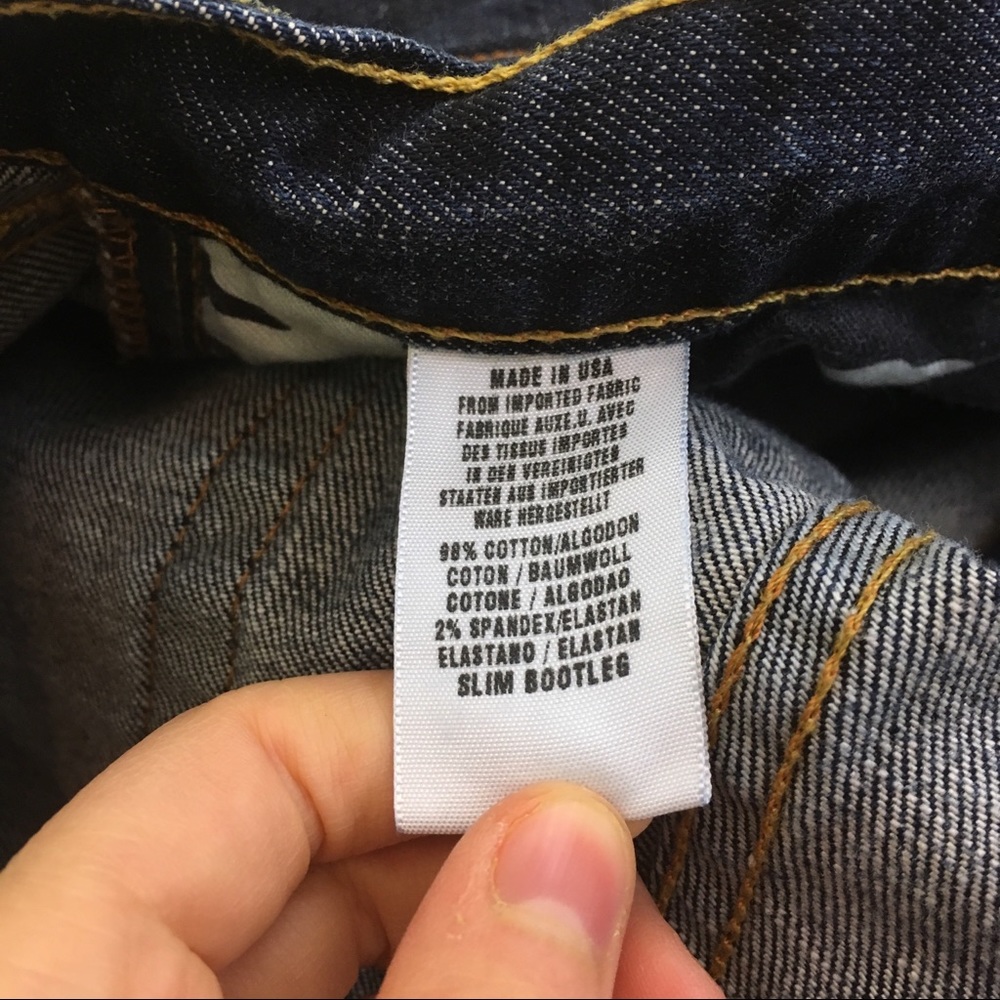 MADE IN USA
FROM IMPORTED FABRIC
FABRIQUE AUX E.U. AVEC
DES TISSUS IMPORTES
IN DEN VEREINIGTEN
STAATEN AUS IMPORTIERTER
WARE HERGESTELLT
98% COTTON/ALGODON
COTON / BAUMWOLL
COTONE / ALGODAO
2% SPANDEX/ELASTAN
ELASTANO / ELASTAN
SLIM BOOTLEG